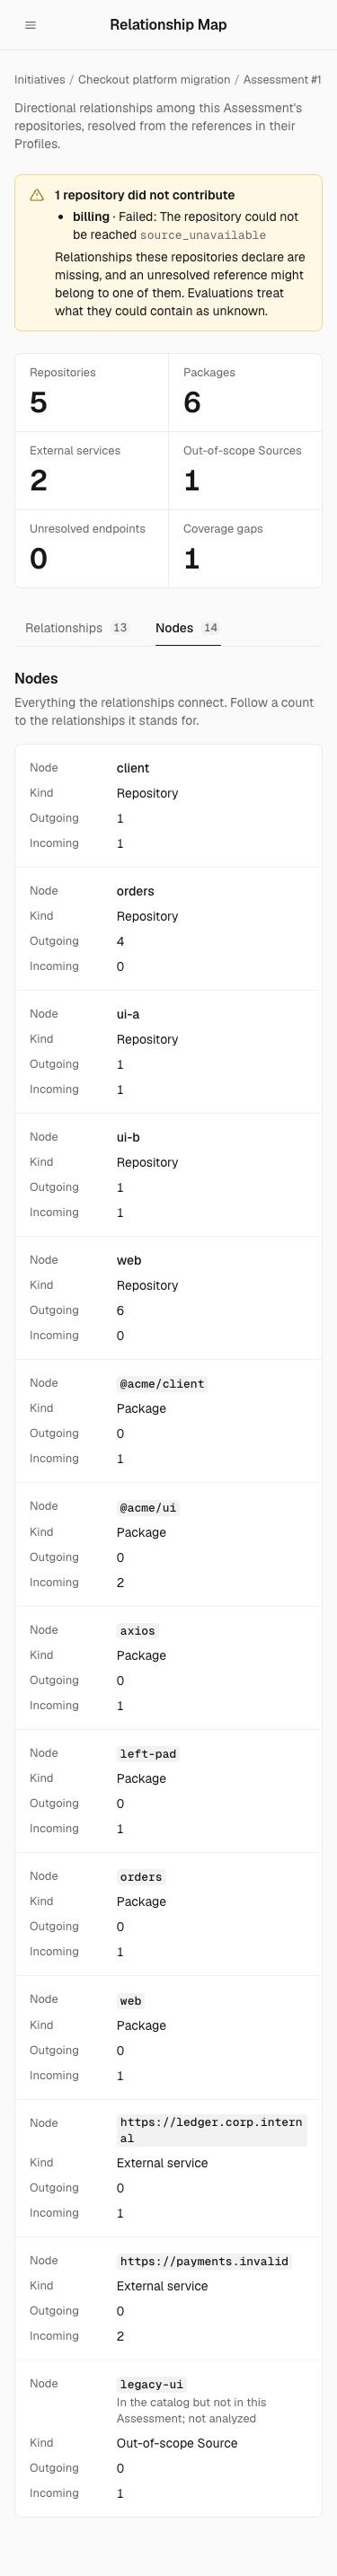 Relationship Map
Initiatives / Checkout platform migration / Assessment #1
Directional relationships among this Assessment's
repositories, resolved from the references in their
Profiles.
1 repository did not contribute
• billing · Failed: The repository could not
be reached source_unavailable
Relationships these repositories declare are
missing, and an unresolved reference might
belong to one of them. Evaluations treat
what they could contain as unknown.
Repositories
5
Packages
6
External services
2
Out-of-scope Sources
1
Unresolved endpoints
0
Coverage gaps
1
Relationships 13 Nodes 14
Nodes
Everything the relationships connect. Follow a count
to the relationships it stands for.
Node client
Kind Repository
Outgoing 1
Incoming 1
Node orders
Kind Repository
Outgoing 4
Incoming 0
Node ui-a
Kind Repository
Outgoing 1
Incoming 1
Node ui-b
Kind Repository
Outgoing 1
Incoming 1
Node web
Kind Repository
Outgoing 6
Incoming 0
Node @acme/client
Kind Package
Outgoing 0
Incoming 1
Node @acme/ui
Kind Package
Outgoing 0
Incoming 2
Node axios
Kind Package
Outgoing 0
Incoming 1
Node left-pad
Kind Package
Outgoing 0
Incoming 1
Node orders
Kind Package
Outgoing 0
Incoming 1
Node web
Kind Package
Outgoing 0
Incoming 1
Node https://ledger.corp.intern
al
Kind External service
Outgoing 0
Incoming 1
Node https://payments.invalid
Kind External service
Outgoing 0
Incoming 2
Node legacy-ui
In the catalog but not in this
Assessment; not analyzed
Kind Out-of-scope Source
Outgoing 0
Incoming 1